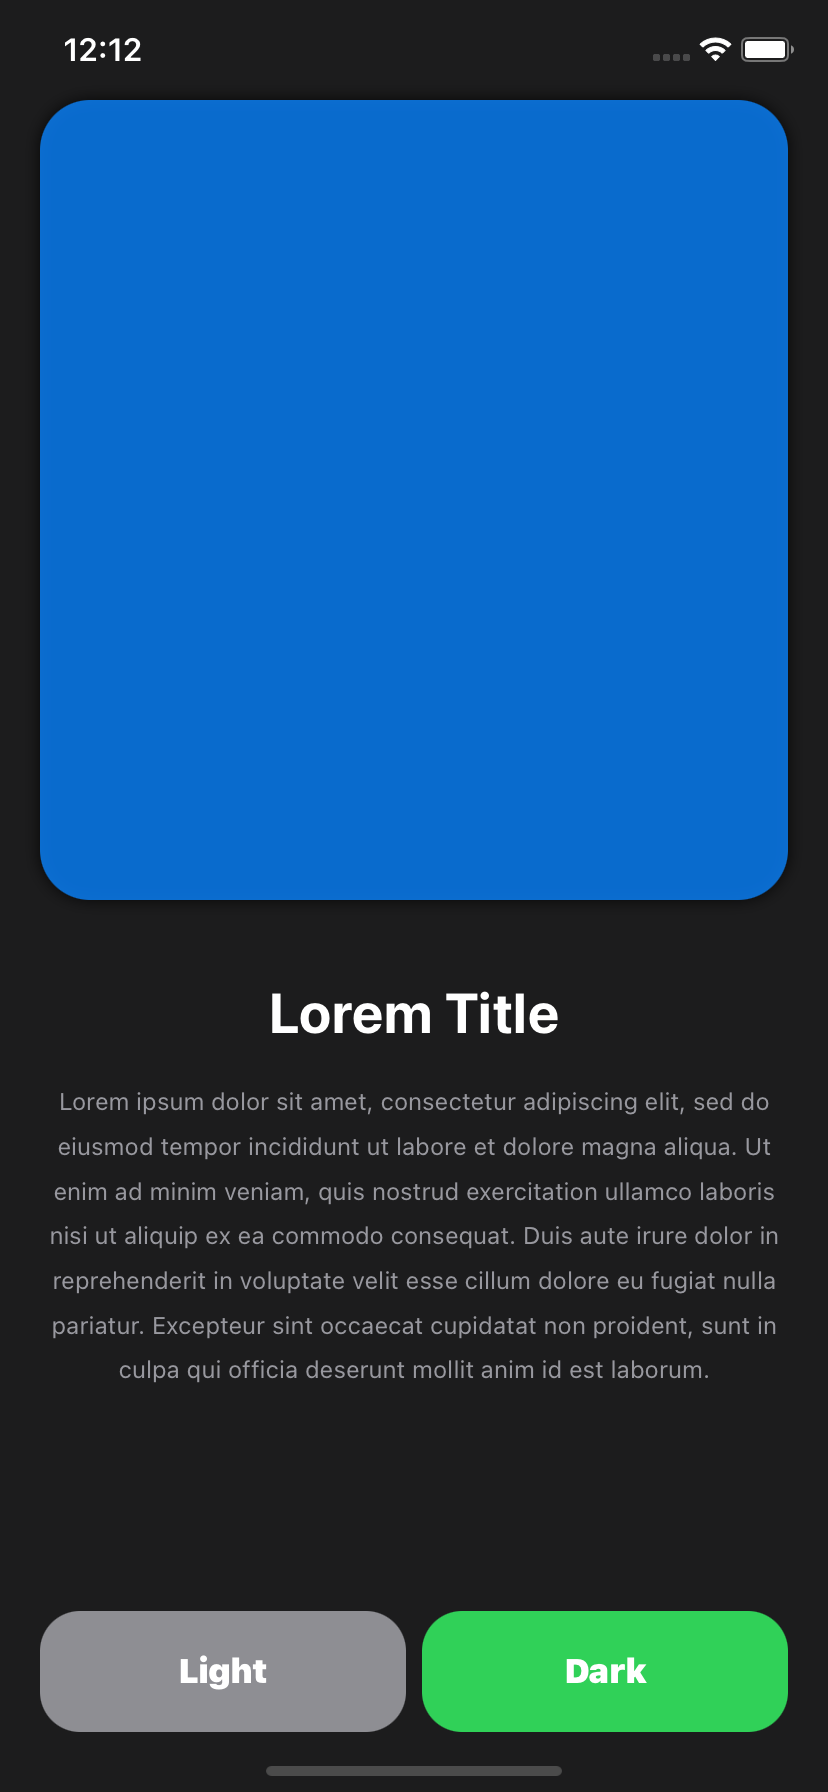 12:12
Lorem Title
Lorem ipsum dolor sit amet, consectetur adipiscing elit, sed do
eiusmod tempor incididunt ut labore et dolore magna aliqua. Ut
enim ad minim veniam, quis nostrud exercitation ullamco laboris
nisi ut aliquip ex ea commodo consequat. Duis aute irure dolor in
reprehenderit in voluptate velit esse cillum dolore eu fugiat nulla
pariatur. Excepteur sint occaecat cupidatat non proident, sunt in
culpa qui officia deserunt mollit anim id est laborum.
Light
Dark